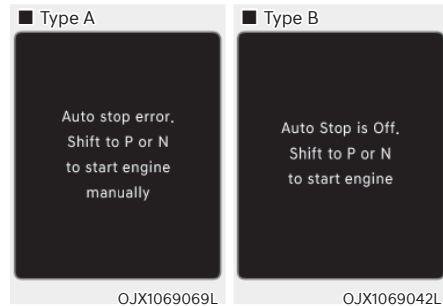 ■ Type A
Auto stop error.
Shift to P or N
to start engine
manually
OJX1069069L
■ Type B
Auto Stop is Off.
Shift to P or N
to start engine
OJX1069042L